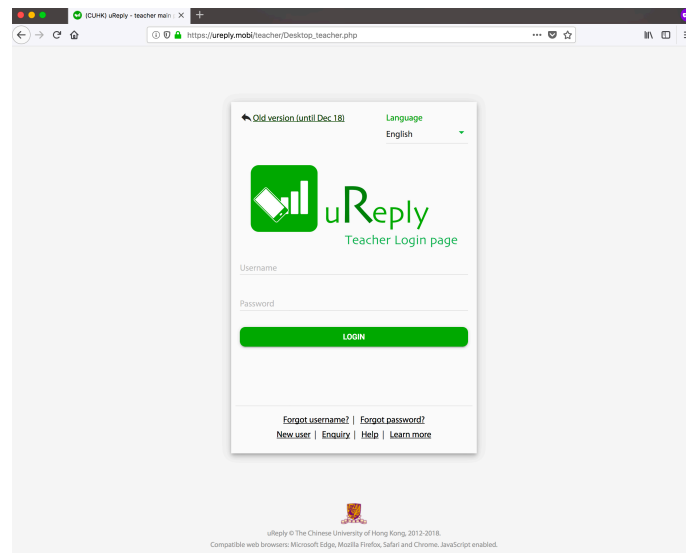 (CUHK) uReply – teacher main
https://ureply.mobi/teacher/Desktop_teacher.php
Old version (until Dec 18)
Language
English
uReply
Teacher Login page
Username
Password
LOGIN
Forgot username? | Forgot password?
New user | Enquiry | Help | Learn more
uReply © The Chinese University of Hong Kong, 2012-2018.
Compatible web browsers: Microsoft Edge, Mozilla Firefox, Safari and Chrome. JavaScript enabled.